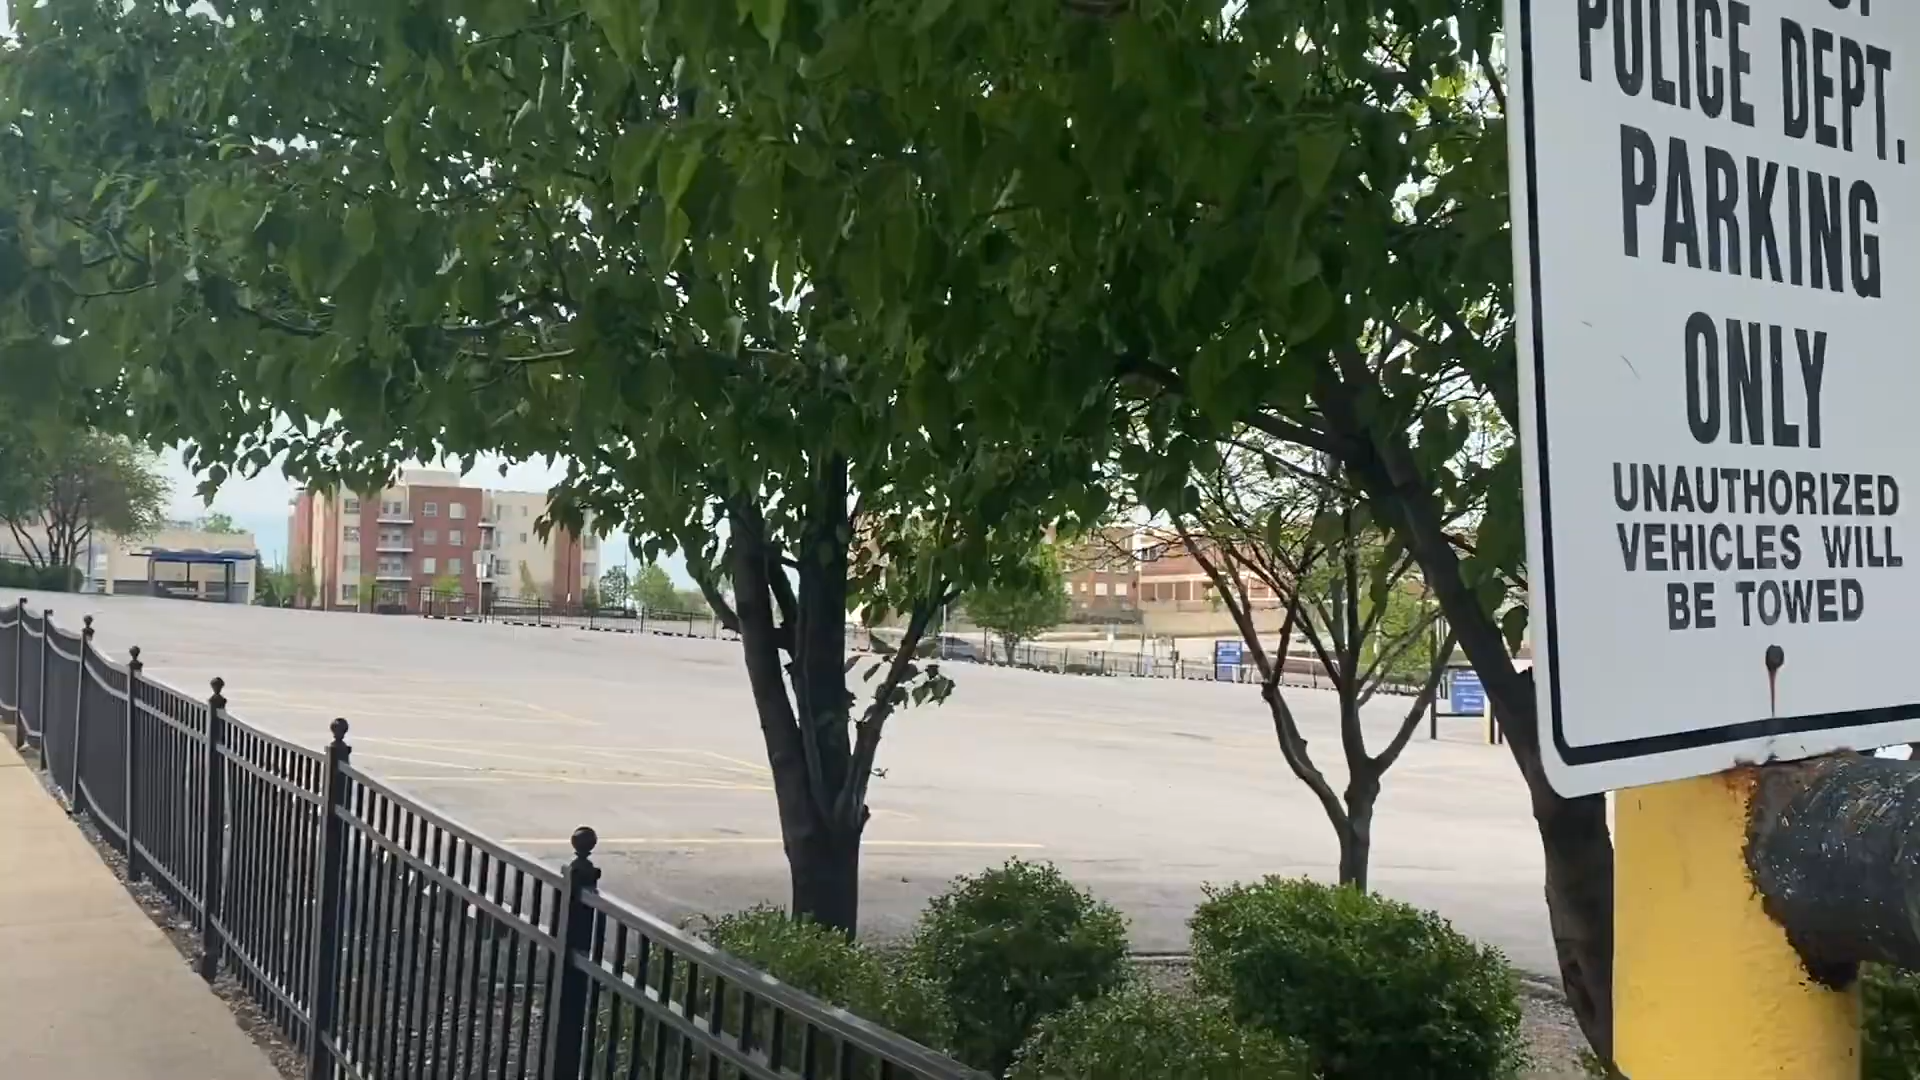 POLICE DEPT.
PARKING
ONLY
UNAUTHORIZED
VEHICLES WILL
BE TOWED